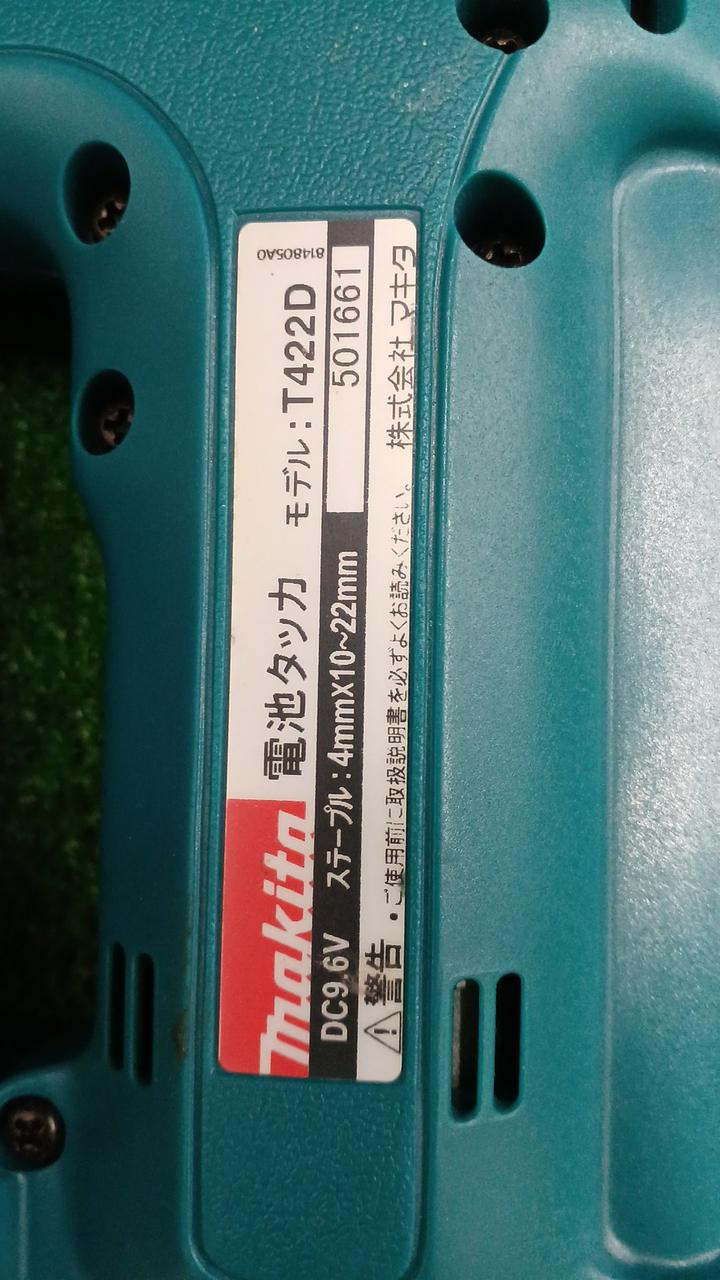 makita 電池タッカ モデル:T422D
814805A0
DC9.6V ステープル:4mmX10~22mm 501661
⚠警告 ・ご使用前に取扱説明書を必ずよくお読みください。 株式会社 マキタ